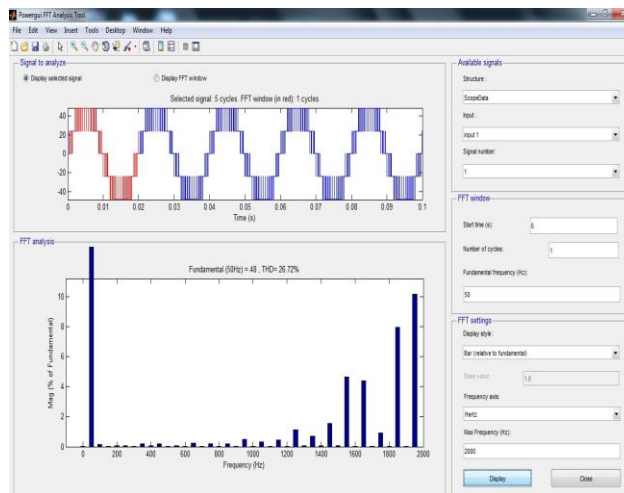 Powergui FFT Analysis Tool.
File Edit View Insert Tools Desktop Window Help
Signal to analyze
Display selected signal
Display FFT window
Selected signal: 5 cycles. FFT window (in red): 1 cycles
40
20
0
-20
-40
0 0.01 0.02 0.03 0.04 0.05 0.06 0.07 0.08 0.09 0.1
Time (s)
FFT analysis
Fundamental (50Hz) = 48 , THD= 26.72%
Mag (% of Fundamental)
10
8
6
4
2
0
0 200 400 600 800 1000 1200 1400 1600 1800 2000
Frequency (Hz)
Available signals
Structure :
ScopeData
Input :
input 1
Signal number:
1
FFT window
Start time (s):
0
Number of cycles:
1
Fundamental frequency (Hz):
50
FFT settings
Display style :
Bar (relative to fundamental)
Base value:
1.0
Frequency axis:
Hertz
Max Frequency (Hz):
2000
Display
Close